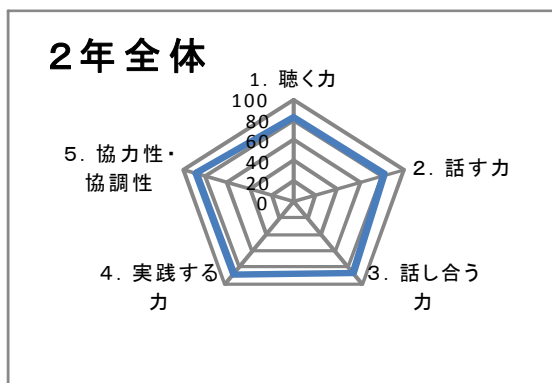 ２年全体
1. 聴く力
100
80
60
40
20
0
2. 話す力
3. 話し合う
力
4. 実践する
力
5. 協力性・
協調性